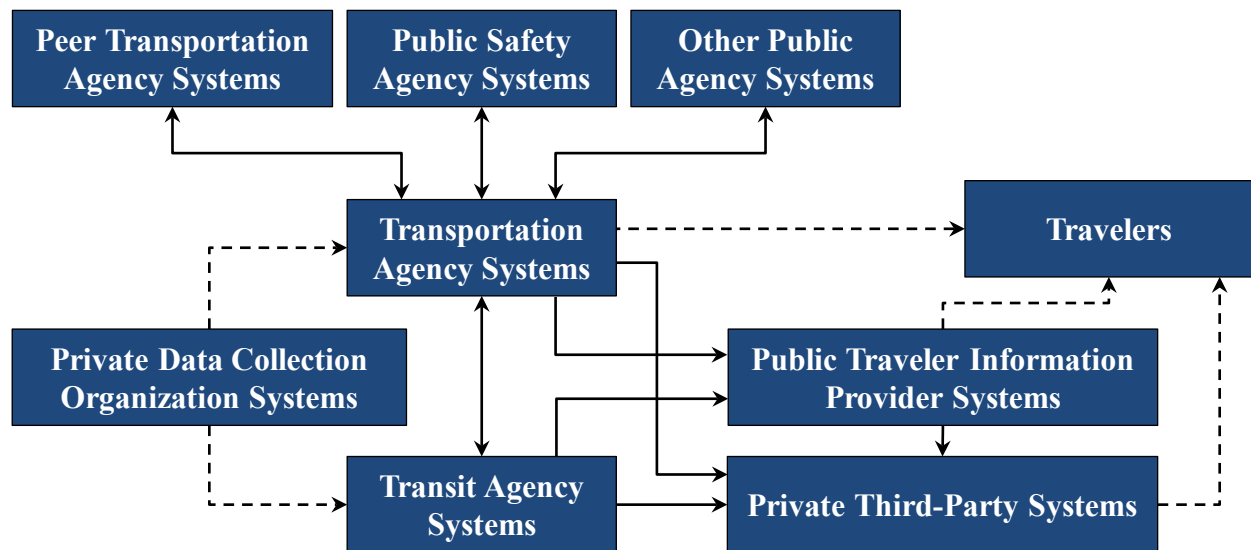 Peer Transportation
Agency Systems
Public Safety
Agency Systems
Other Public
Agency Systems
Transportation
Agency Systems
Travelers
Private Data Collection
Organization Systems
Public Traveler Information
Provider Systems
Transit Agency
Systems
Private Third-Party Systems